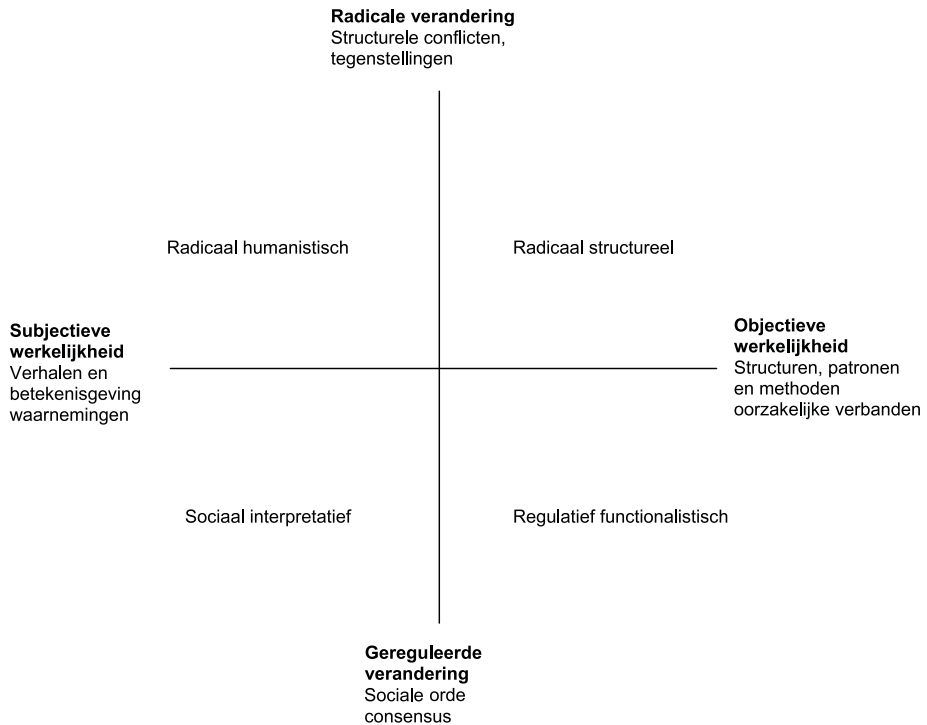 Radicale verandering
Structurele conflicten,
tegenstellingen
Radicaal humanistisch
Radicaal structureel
Subjectieve
werkelijkheid
Verhalen en
betekenisgeving
waarnemingen
Objectieve
werkelijkheid
Structuren, patronen
en methoden
oorzakelijke verbanden
Sociaal interpretatief
Regulatief functionalistisch
Gereguleerde
verandering
Sociale orde
consensus